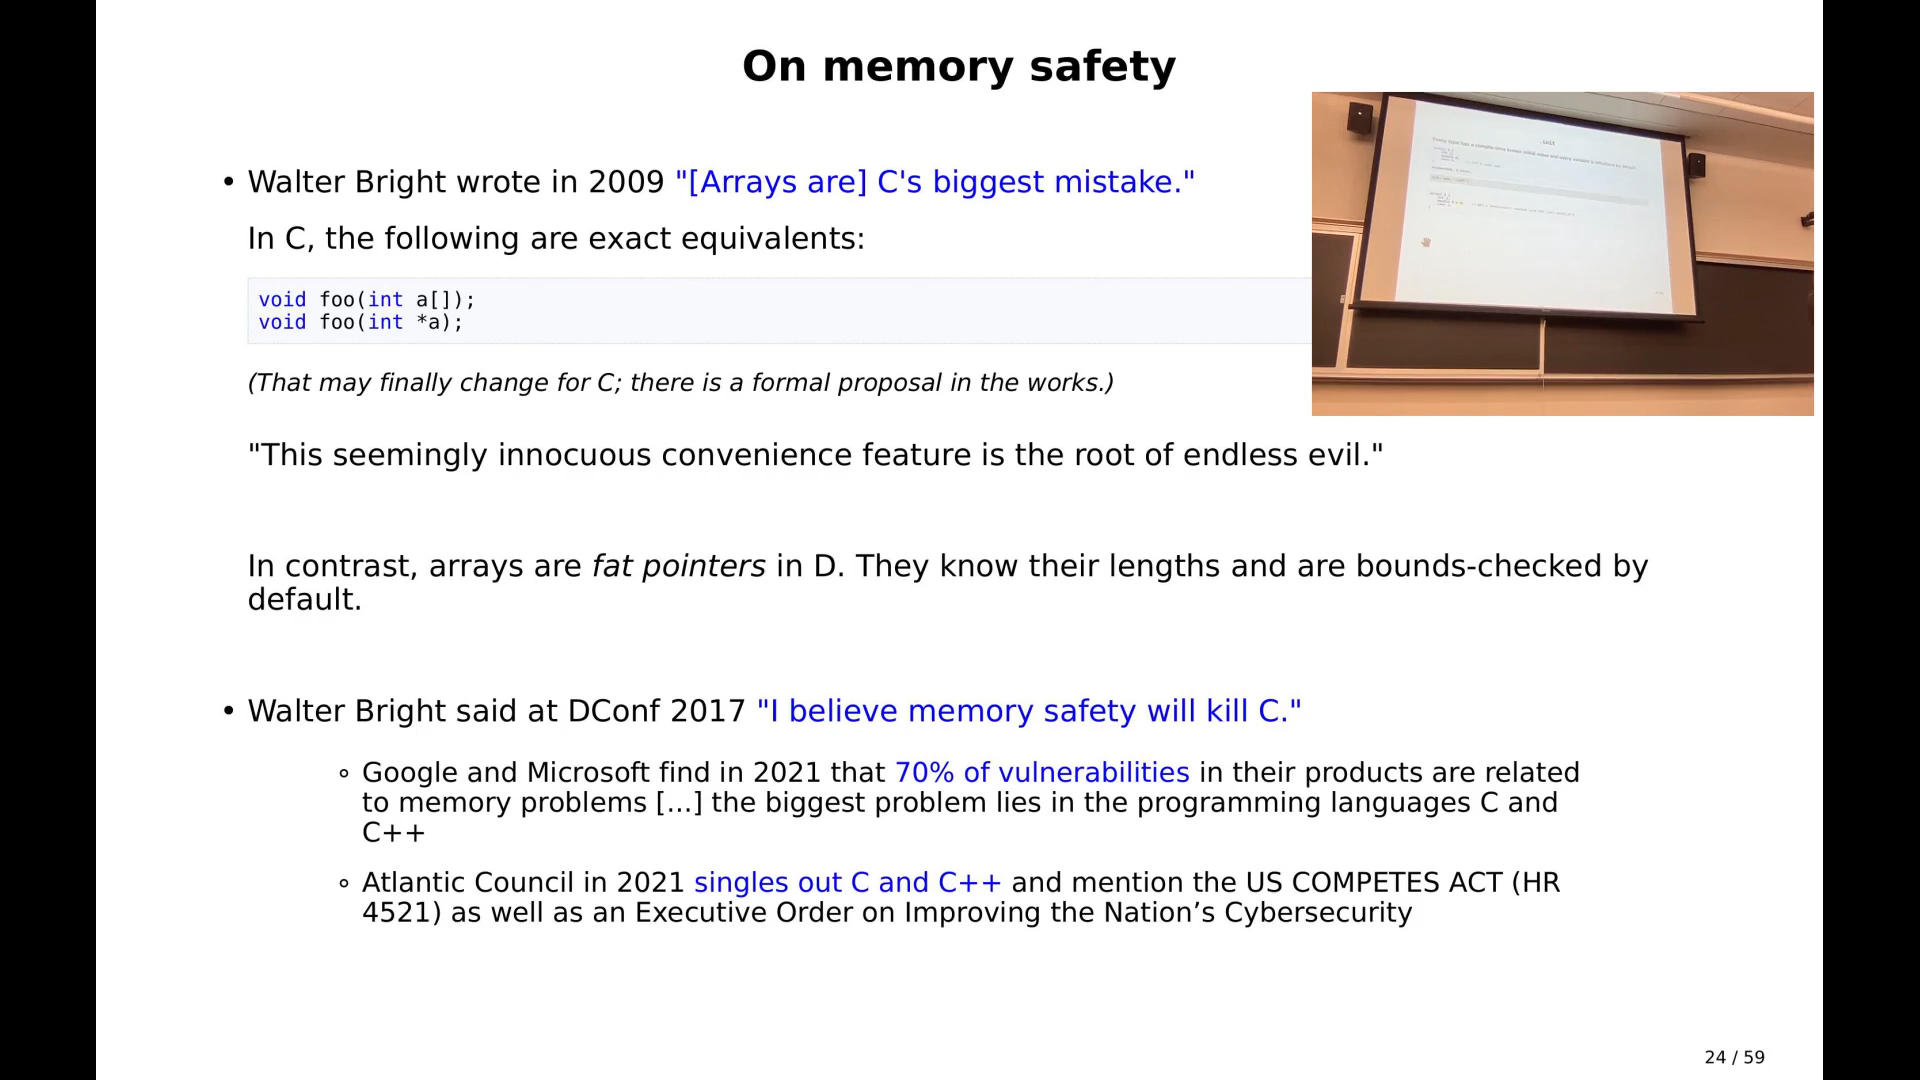 On memory safety
• Walter Bright wrote in 2009 "[Arrays are] C's biggest mistake."
In C, the following are exact equivalents:
void foo(int a[]);
void foo(int *a);
(That may finally change for C; there is a formal proposal in the works.)
"This seemingly innocuous convenience feature is the root of endless evil."
In contrast, arrays are fat pointers in D. They know their lengths and are bounds-checked by
default.
• Walter Bright said at DConf 2017 "I believe memory safety will kill C."
◦ Google and Microsoft find in 2021 that 70% of vulnerabilities in their products are related
to memory problems [...] the biggest problem lies in the programming languages C and
C++
◦ Atlantic Council in 2021 singles out C and C++ and mention the US COMPETES ACT (HR
4521) as well as an Executive Order on Improving the Nation’s Cybersecurity
24 / 59